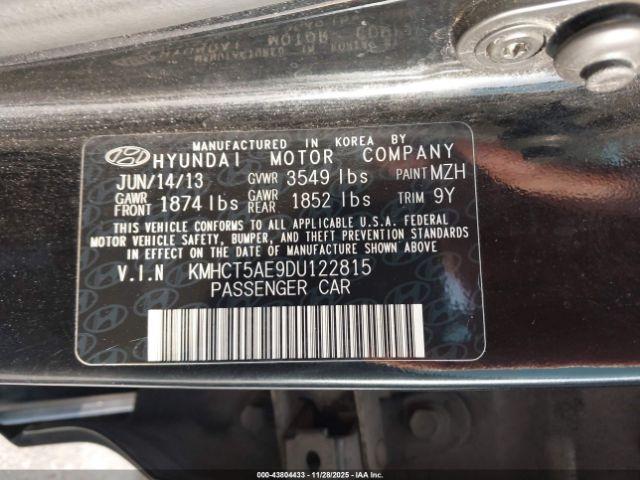 MANUFACTURED IN KOREA BY
HYUNDAI MOTOR COMPANY
JUN/14/13 GVWR 3549 lbs PAINT MZH
GAWR FRONT 1874 lbs GAWR REAR 1852 lbs TRIM 9Y
THIS VEHICLE CONFORMS TO ALL APPLICABLE U.S.A. FEDERAL
MOTOR VEHICLE SAFETY, BUMPER, AND THEFT PREVENTION STANDARDS
IN EFFECT ON THE DATE OF MANUFACTURE SHOWN ABOVE.
V.I.N KMHCT5AE9DU122815
PASSENGER CAR
000-43804433 | 11/28/2025 | IAAI.COM